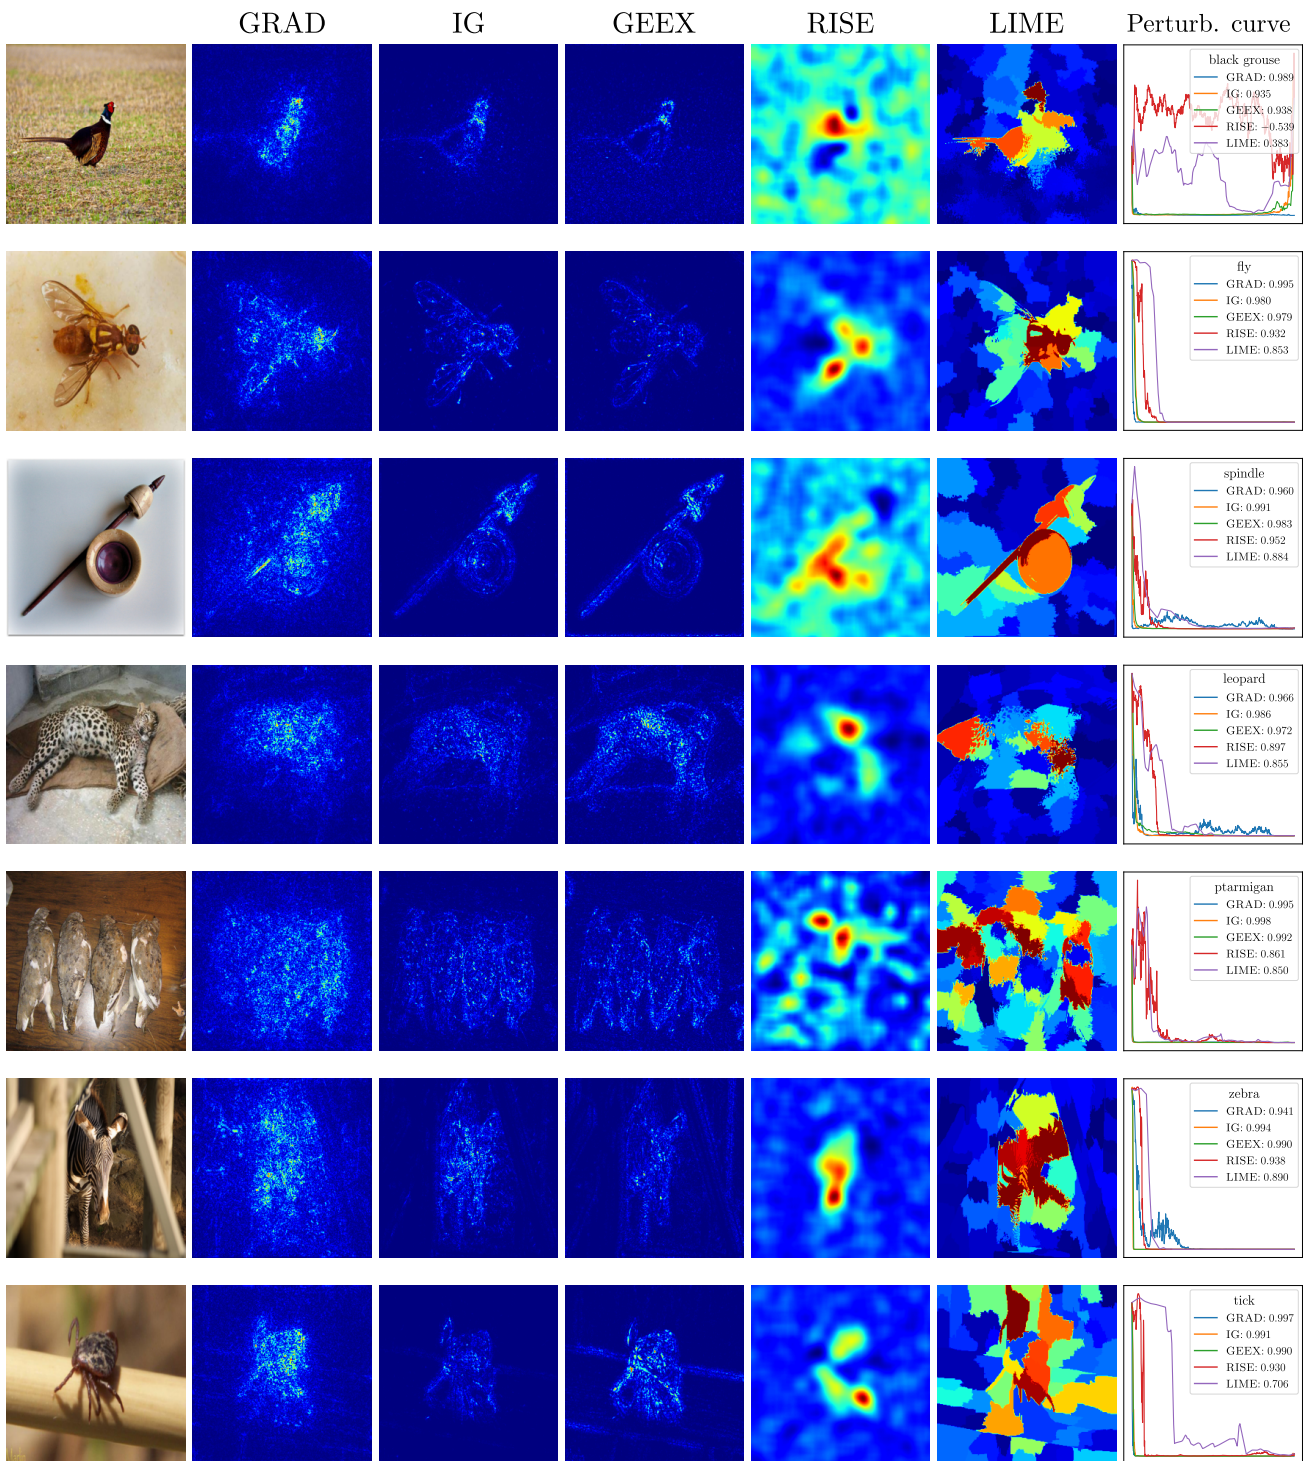 GRAD IG GEEX RISE LIME Perturb. curve
black grouse
GRAD: 0.989
IG: 0.935
GEEX: 0.938
RISE: −0.539
LIME: 0.383
fly
GRAD: 0.995
IG: 0.980
GEEX: 0.979
RISE: 0.932
LIME: 0.853
spindle
GRAD: 0.960
IG: 0.991
GEEX: 0.983
RISE: 0.952
LIME: 0.884
leopard
GRAD: 0.966
IG: 0.986
GEEX: 0.972
RISE: 0.897
LIME: 0.855
ptarmigan
GRAD: 0.995
IG: 0.998
GEEX: 0.992
RISE: 0.861
LIME: 0.850
zebra
GRAD: 0.941
IG: 0.994
GEEX: 0.990
RISE: 0.938
LIME: 0.890
tick
GRAD: 0.997
IG: 0.991
GEEX: 0.990
RISE: 0.930
LIME: 0.706